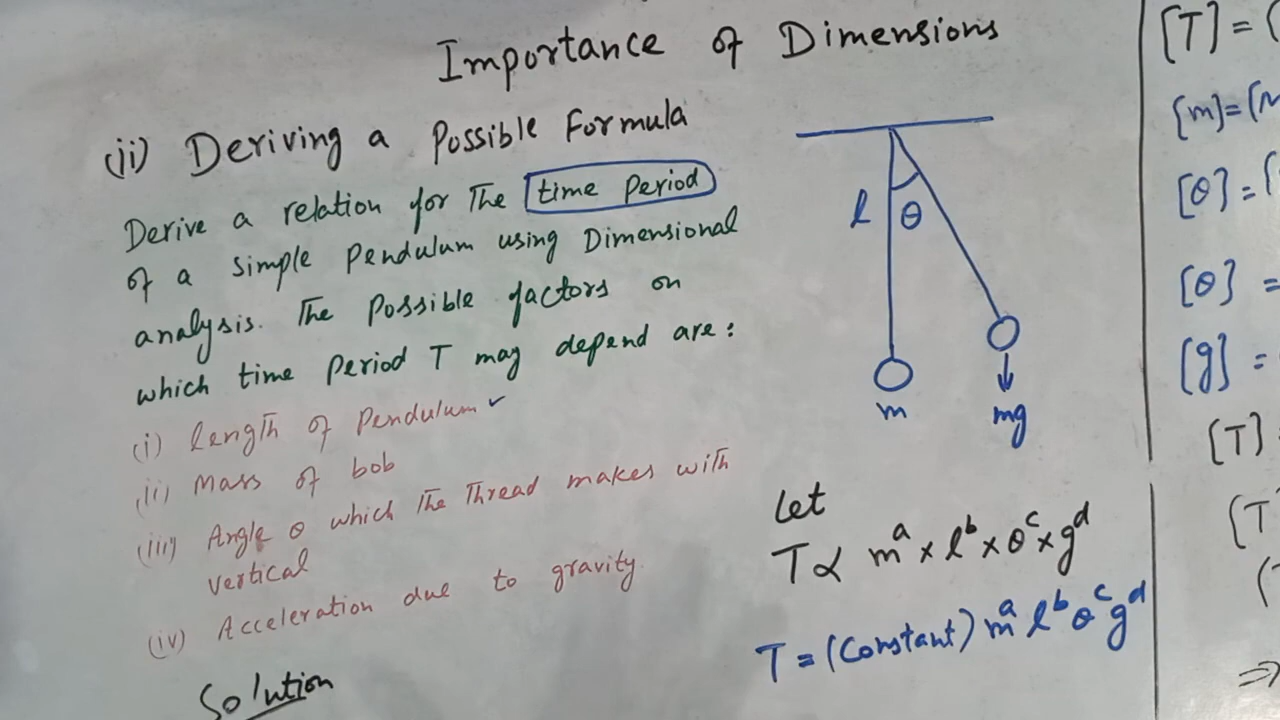 Importance of Dimensions
(ii) Deriving a Possible Formula
Derive a relation for The time Period
of a simple Pendulum using Dimensional
analysis. The Possible factors on
which time Period T may depend are:
(i) length of Pendulum ✓
(ii) Mass of bob
(iii) Angle θ which the Thread makes with
vertical
(iv) Acceleration due to gravity.
Solution
l θ
m
mg
Let
T ∝ m^a × l^b × θ^c × g^d
T = (Constant) m^a l^b θ^c g^d
[T] = (
[m] = [M
[θ] = [
[θ] =
[g] =
[T]
[T
⇒